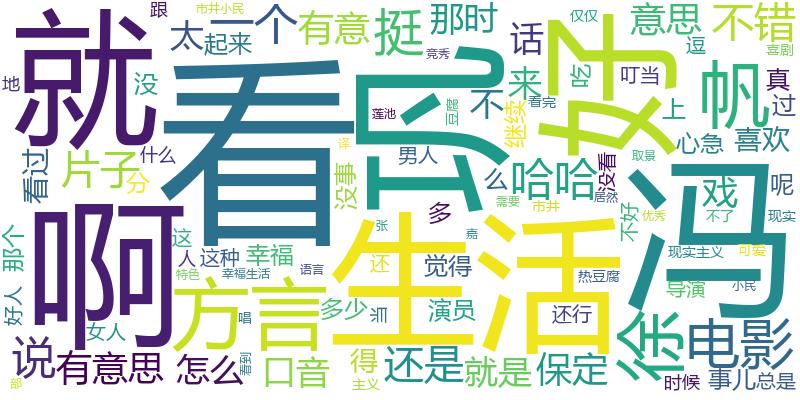 市井小民
跟
就
太
起来
一个
有意
挺
那时
竞秀
话
意思
不错
仅仅
喜剧
逗
看
巩
好
帆
来
吃
叮当
真
没
豆腐
莲池
不
继续
看完
上
过
什么
片子
分
看过
男人
译
没事
么
哈哈
没看
取景
心急
喜欢
啊
多
需要
市井
居然
不好
优秀
戏
不了
呢
现实
冯
这
那个
人
这种
幸福
张
嘉
生活
还
觉得
热豆腐
现实主义
可爱
小民
导演
特色
幸福生活
语言
好人
方言
唱
多少
演员
还行
徐
电影
女人
说
有意思
怎么
看到
口音
得
主义
还是
就是
保定
时候
事儿
总是
部